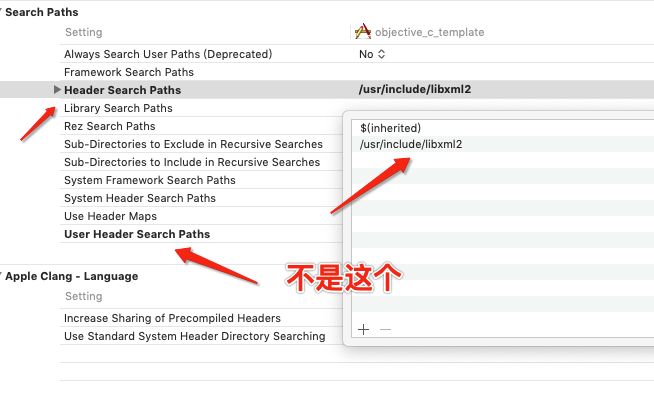 Search Paths
Setting
objective_c_template
Always Search User Paths (Deprecated)
No
Framework Search Paths
Header Search Paths
/usr/include/libxml2
Library Search Paths
Rez Search Paths
$(inherited)
Sub-Directories to Exclude in Recursive Searches
/usr/include/libxml2
Sub-Directories to Include in Recursive Searches
System Framework Search Paths
System Header Search Paths
Use Header Maps
User Header Search Paths
不是这个
Apple Clang - Language
Setting
Increase Sharing of Precompiled Headers
Use Standard System Header Directory Searching